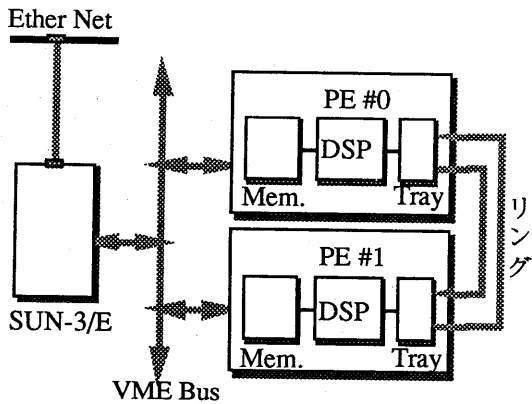 Ether Net
PE #0
DSP
Mem.
Tray
リング
PE #1
DSP
Mem.
Tray
SUN-3/E
VME Bus